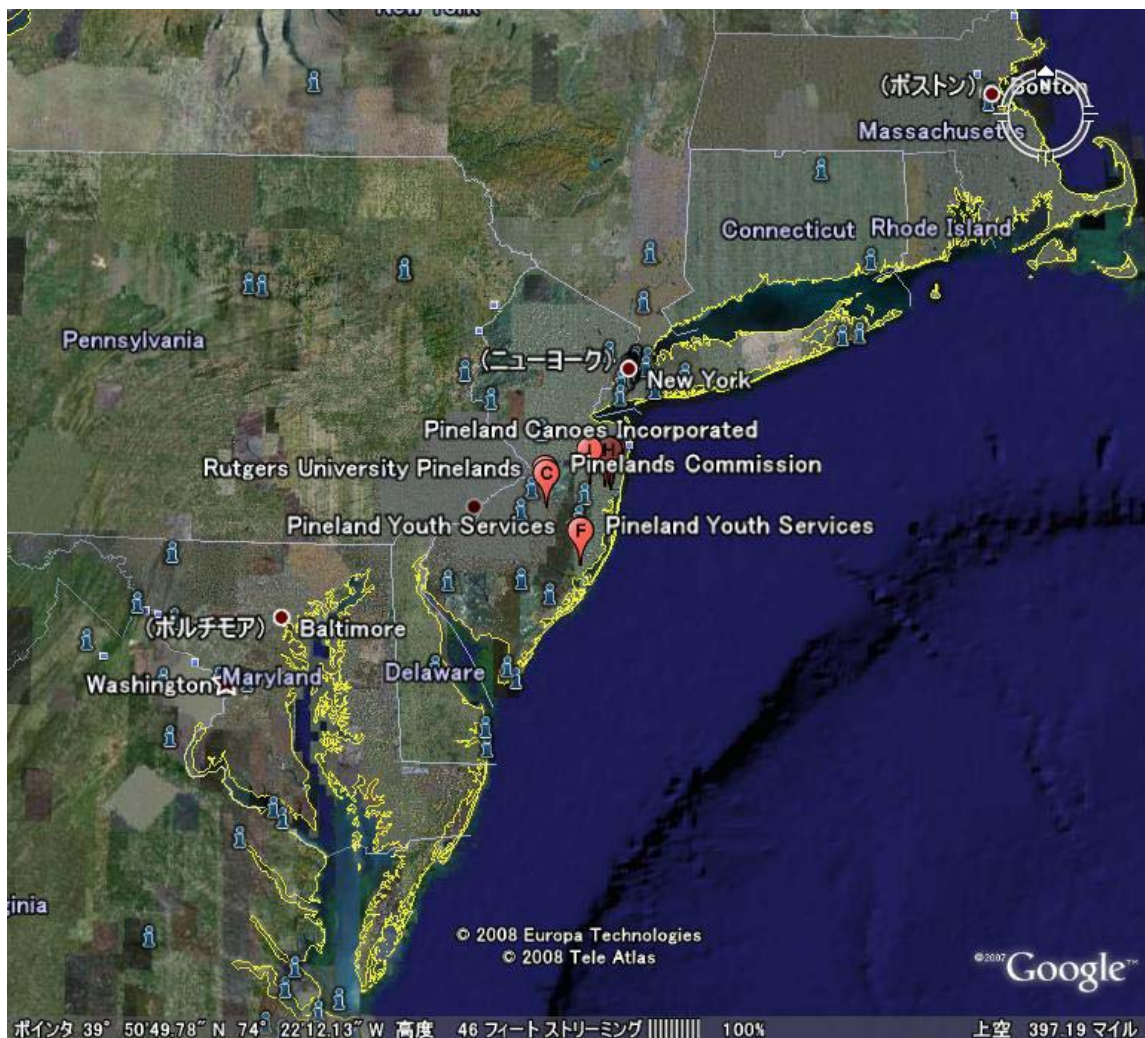 (ボストン) Boston
Massachusetts
Connecticut
Rhode Island
Pennsylvania
(ニューヨーク)
New York
Pineland Canoes Incorporated
Rutgers University Pinelands
C
Pinelands Commission
Pineland Youth Services
F
Pineland Youth Services
(ボルチモア)
Baltimore
Washington
Maryland
Delaware
inia
© 2008 Europa Technologies
© 2008 Tele Atlas
©2007 Google™
ポインタ 39° 50'49.78" N 74° 22'12.13" W 高度 46 フィート ストリーミング |||||||||| 100% 上空 397.19 マイル